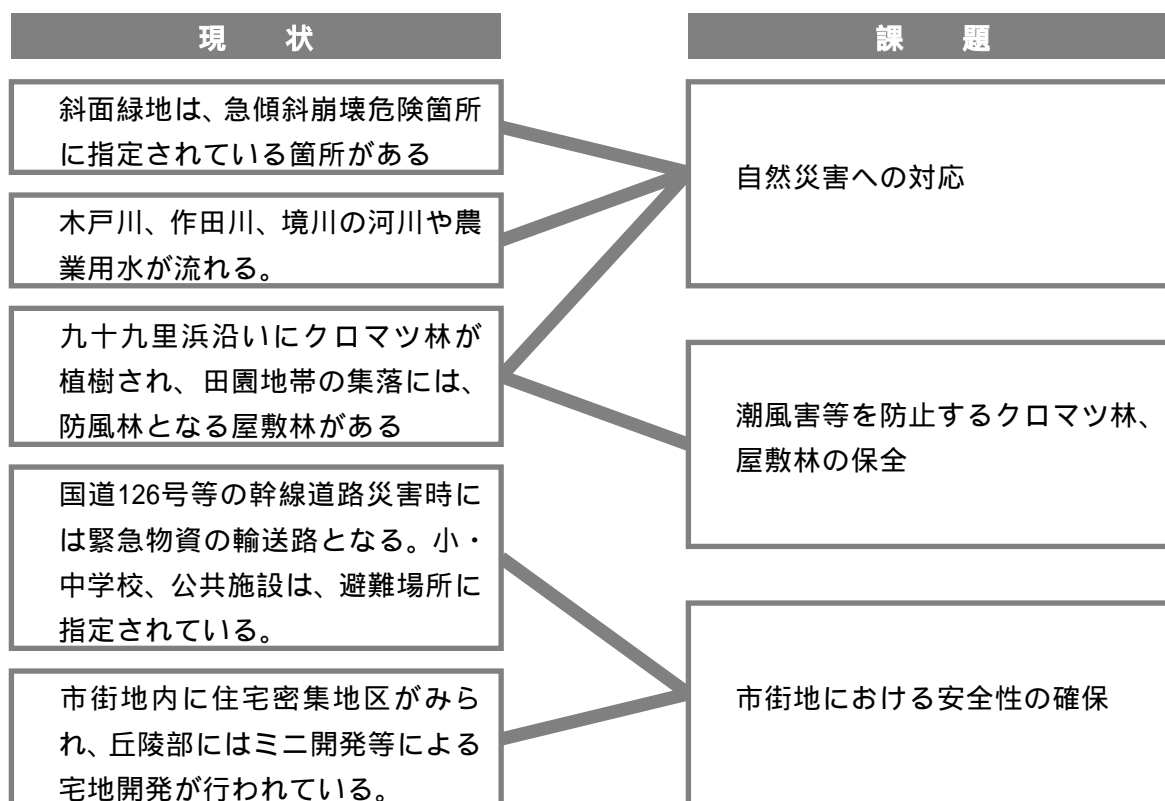 現 状
斜面緑地は、急傾斜崩壊危険箇所
に指定されている箇所がある
木戸川、作田川、境川の河川や農
業用水が流れる。
九十九里浜沿いにクロマツ林が
植樹され、田園地帯の集落には、
防風林となる屋敷林がある
国道126号等の幹線道路災害時に
は緊急物資の輸送路となる。小・
中学校、公共施設は、避難場所に
指定されている。
市街地内に住宅密集地区がみら
れ、丘陵部にはミニ開発等による
宅地開発が行われている。
課 題
自然災害への対応
潮風害等を防止するクロマツ林、
屋敷林の保全
市街地における安全性の確保